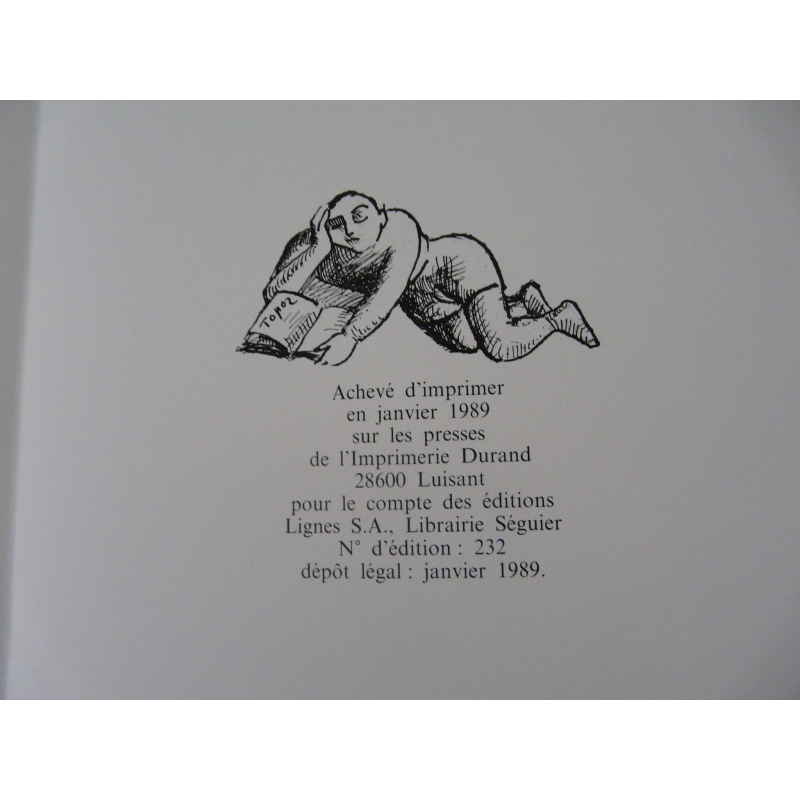 Topoz
Achevé d'imprimer
en janvier 1989
sur les presses
de l'Imprimerie Durand
28600 Luisant
pour le compte des éditions
Lignes S.A., Librairie Séguier
N° d'édition : 232
dépôt légal : janvier 1989.